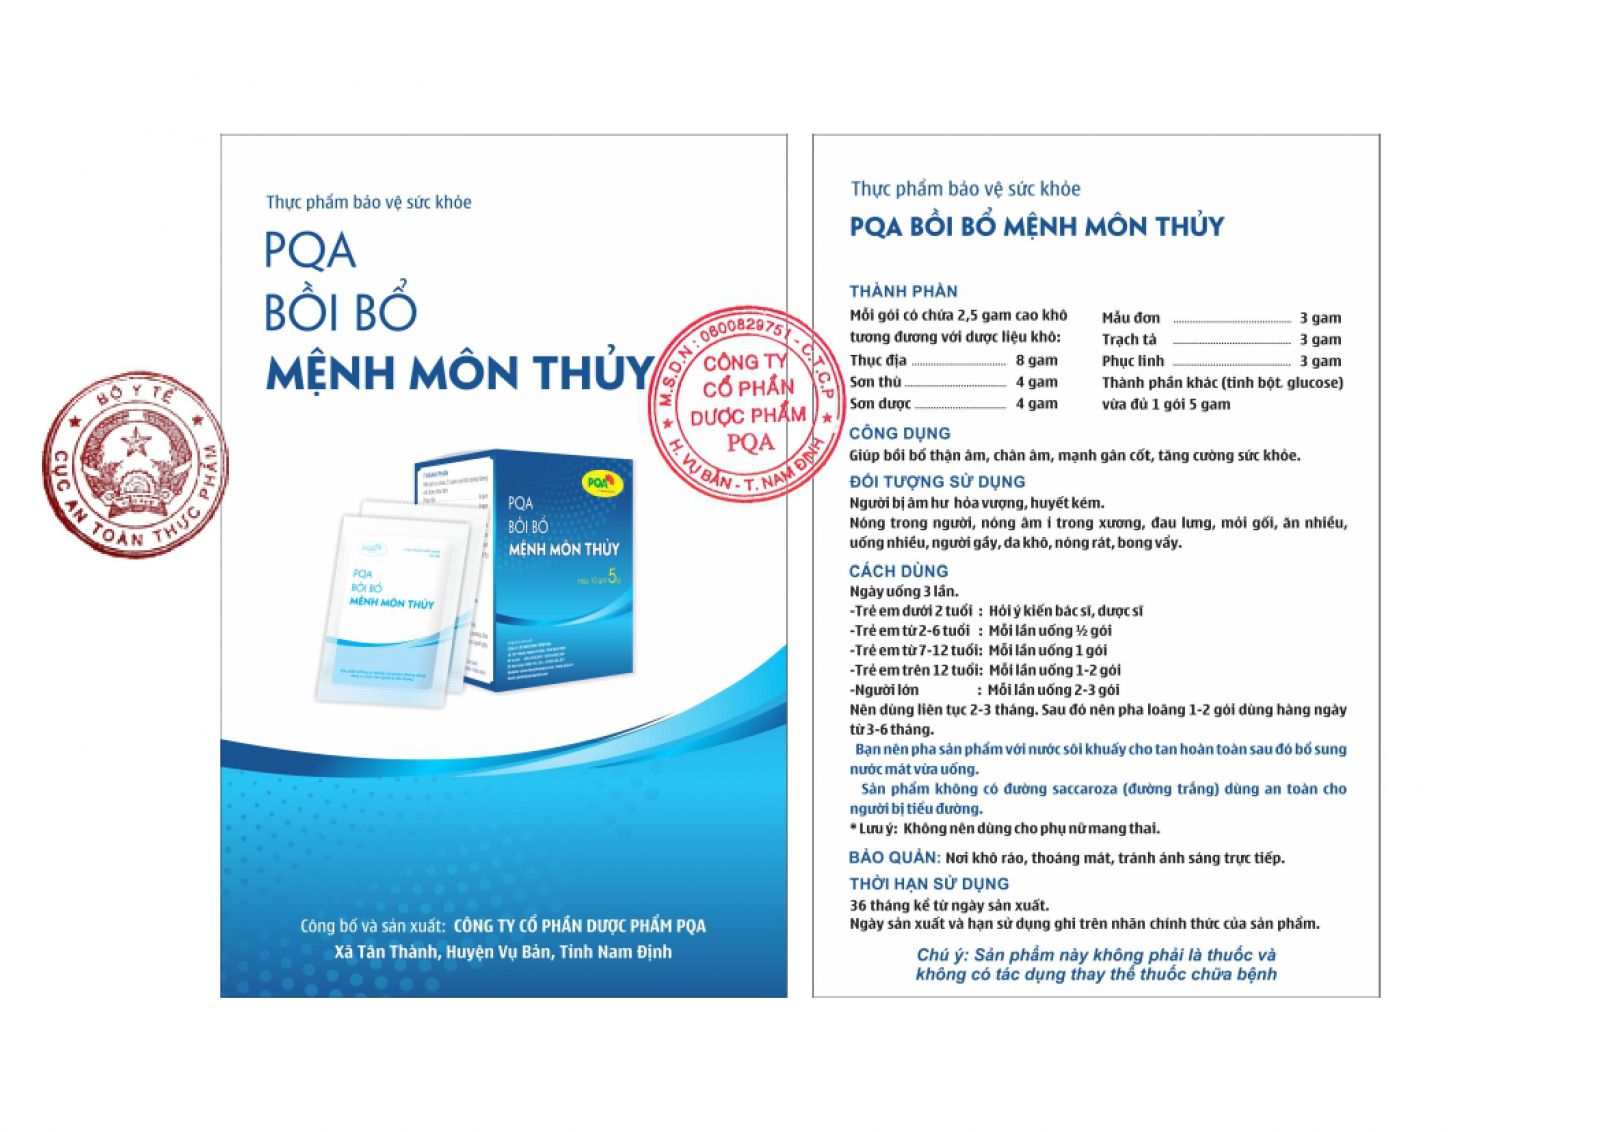 BỘ Y TẾ
CỤC AN TOÀN THỰC PHẨM
Thực phẩm bảo vệ sức khỏe
PQA
BỒI BỔ
MỆNH MÔN THỦY
M.S.D.N : 0600829751 - C.T.C.P
CÔNG TY
CỔ PHẦN
DƯỢC PHẨM
PQA
H. VỤ BẢN - T. NAM ĐỊNH
PQA
PQA
BỒI BỔ
MỆNH MÔN THỦY
Hộp 10 gói 5g
PQA
PQA
BỒI BỔ
MỆNH MÔN THỦY
Công bố và sản xuất: CÔNG TY CỔ PHẦN DƯỢC PHẨM PQA
Xã Tân Thành, Huyện Vụ Bản, Tỉnh Nam Định
Thực phẩm bảo vệ sức khỏe
PQA BỒI BỔ MỆNH MÔN THỦY
THÀNH PHẦN
Mỗi gói có chứa 2,5 gam cao khô
tương đương với dược liệu khô:
Thục địa ........ 8 gam
Sơn thù ........ 4 gam
Sơn dược ........ 4 gam
Mẫu đơn ........ 3 gam
Trạch tả ........ 3 gam
Phục linh ........ 3 gam
Thành phần khác (tinh bột. glucose)
vừa đủ 1 gói 5 gam
CÔNG DỤNG
Giúp bồi bổ thận âm, chân âm, mạnh gân cốt, tăng cường sức khỏe.
ĐỐI TƯỢNG SỬ DỤNG
Người bị âm hư hỏa vượng, huyết kém.
Nóng trong người, nóng âm ỉ trong xương, đau lưng, mỏi gối, ăn nhiều,
uống nhiều, người gầy, da khô, nóng rát, bong vẩy.
CÁCH DÙNG
Ngày uống 3 lần.
-Trẻ em dưới 2 tuổi : Hỏi ý kiến bác sĩ, dược sĩ
-Trẻ em từ 2-6 tuổi : Mỗi lần uống ½ gói
-Trẻ em từ 7-12 tuổi: Mỗi lần uống 1 gói
-Trẻ em trên 12 tuổi: Mỗi lần uống 1-2 gói
-Người lớn : Mỗi lần uống 2-3 gói
Nên dùng liên tục 2-3 tháng. Sau đó nên pha loãng 1-2 gói dùng hàng ngày
từ 3-6 tháng.
Bạn nên pha sản phẩm với nước sôi khuấy cho tan hoàn toàn sau đó bổ sung
nước mát vừa uống.
Sản phẩm không có đường saccaroza (đường trắng) dùng an toàn cho
người bị tiểu đường.
* Lưu ý: Không nên dùng cho phụ nữ mang thai.
BẢO QUẢN: Nơi khô ráo, thoáng mát, tránh ánh sáng trực tiếp.
THỜI HẠN SỬ DỤNG
36 tháng kể từ ngày sản xuất.
Ngày sản xuất và hạn sử dụng ghi trên nhãn chính thức của sản phẩm.
Chú ý: Sản phẩm này không phải là thuốc và
không có tác dụng thay thế thuốc chữa bệnh